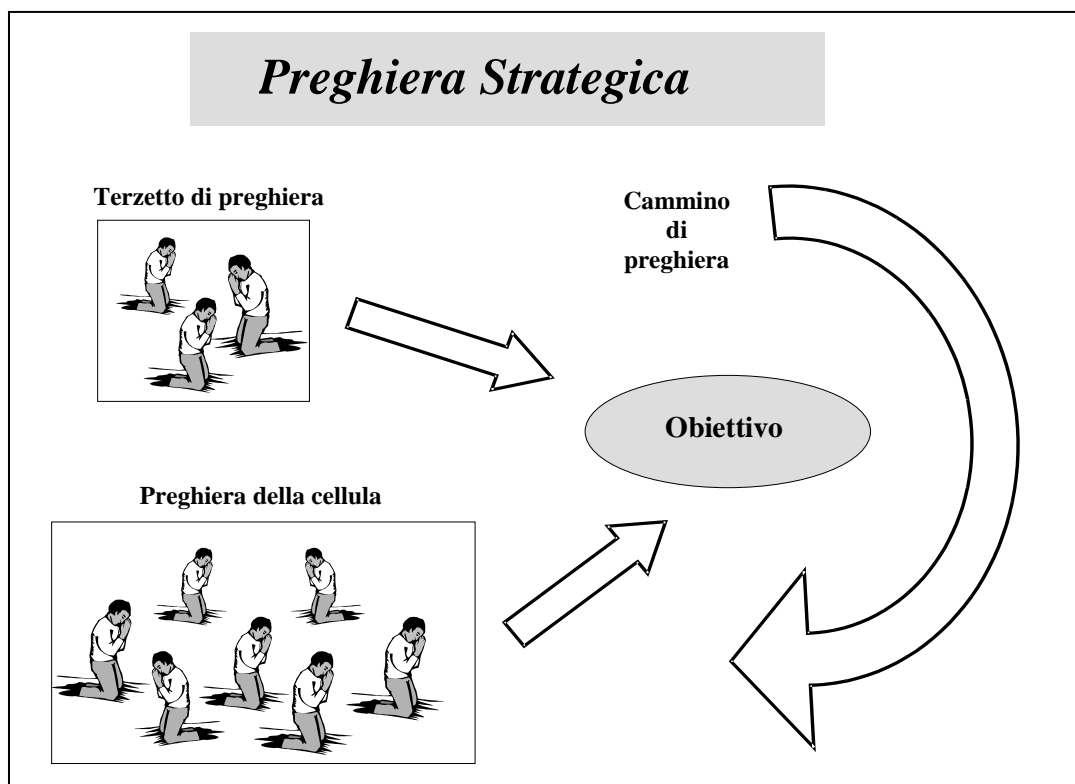 Preghiera Strategica
Terzetto di preghiera
Cammino
di
preghiera
Obiettivo
Preghiera della cellula